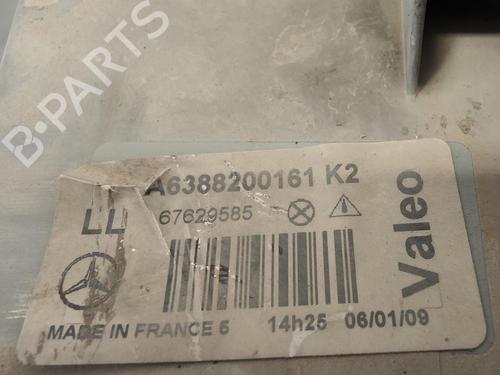 B-PARTS
A6388200161 K2
LL 67629585
Valeo
MADE IN FRANCE 6 14h25 06/01/09